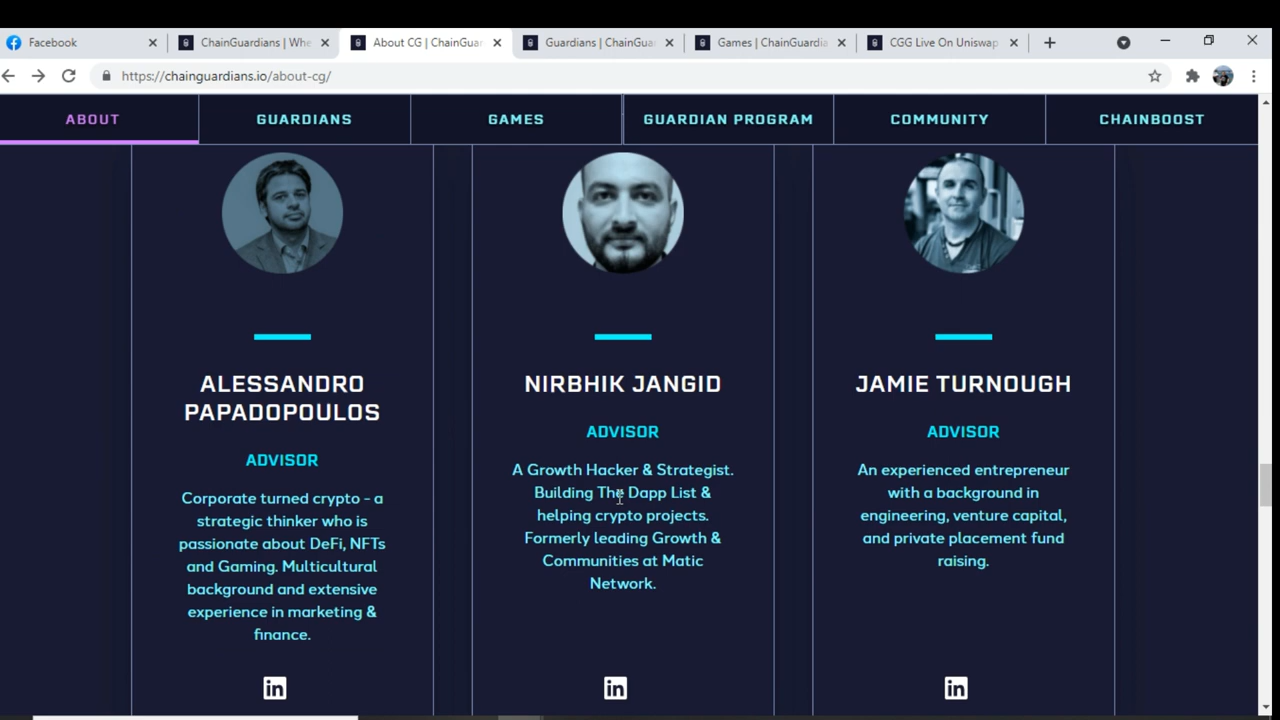 Facebook
ChainGuardians | Whe
About CG | ChainGuar
Guardians | ChainGua
Games | ChainGuardia
CGG Live On Uniswap
https://chainguardians.io/about-cg/
ABOUT
GUARDIANS
GAMES
GUARDIAN PROGRAM
COMMUNITY
CHAINBOOST
ALESSANDRO
PAPADOPOULOS
ADVISOR
Corporate turned crypto - a
strategic thinker who is
passionate about DeFi, NFTs
and Gaming. Multicultural
background and extensive
experience in marketing &
finance.
in
NIRBHIK JANGID
ADVISOR
A Growth Hacker & Strategist.
Building The Dapp List &
helping crypto projects.
Formerly leading Growth &
Communities at Matic
Network.
in
JAMIE TURNOUGH
ADVISOR
An experienced entrepreneur
with a background in
engineering, venture capital,
and private placement fund
raising.
in